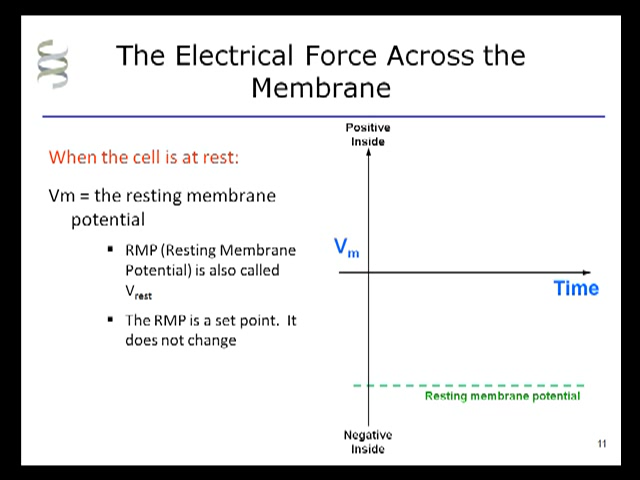 The Electrical Force Across the
Membrane
When the cell is at rest:
Vm = the resting membrane
potential
▪ RMP (Resting Membrane
Potential) is also called
Vrest
▪ The RMP is a set point. It
does not change
Positive
Inside
Vm
Time
Resting membrane potential
Negative
Inside
11